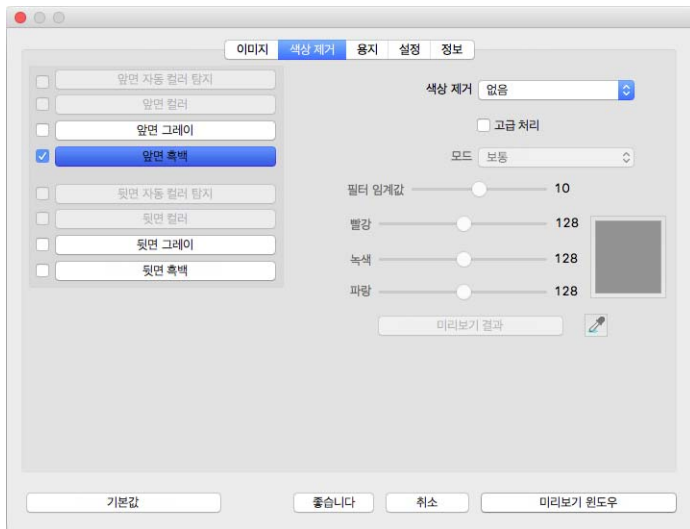 이미지 색상 제거 용지 설정 정보
앞면 자동 컬러 탐지
앞면 컬러
앞면 그레이
앞면 흑백
뒷면 자동 컬러 탐지
뒷면 컬러
뒷면 그레이
뒷면 흑백
색상 제거 없음
고급 처리
모드 보통
필터 임계값 10
빨강 128
녹색 128
파랑 128
미리보기 결과
기본값 좋습니다 취소 미리보기 윈도우